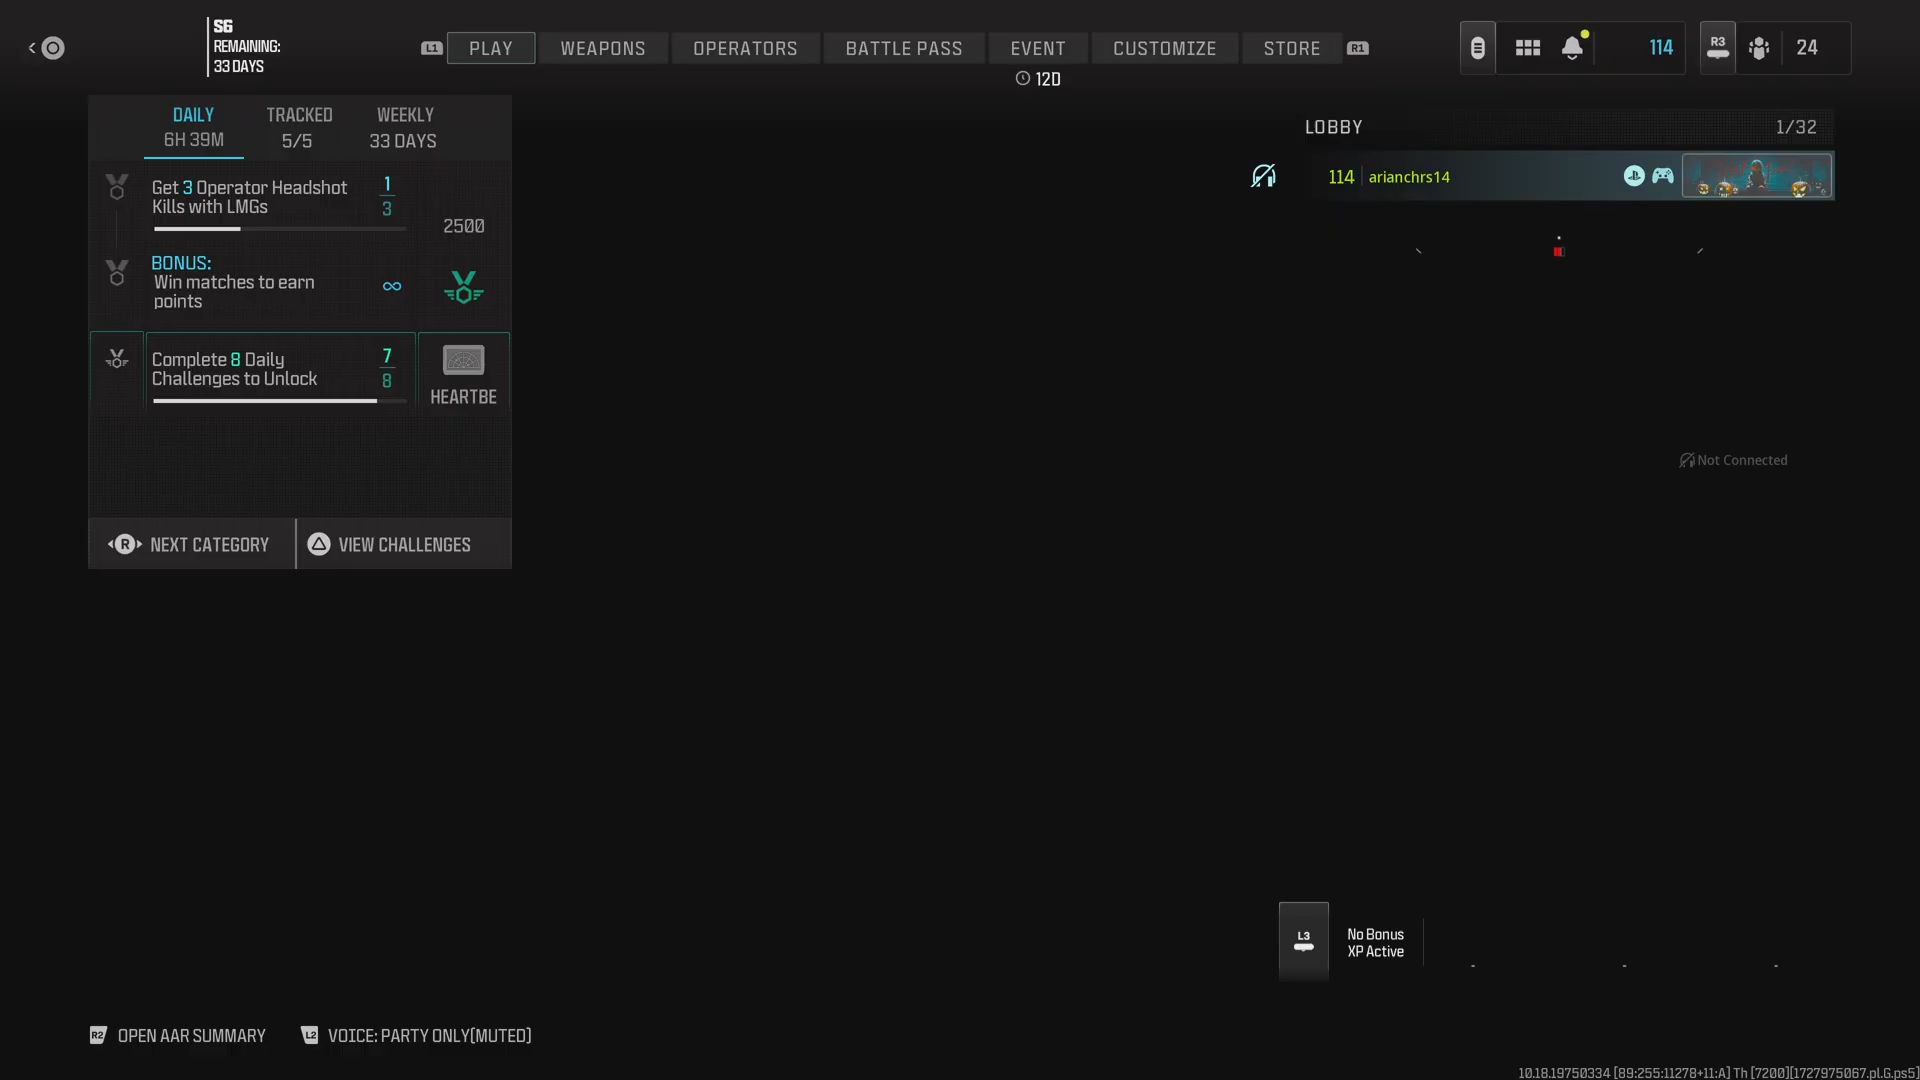 S6
REMAINING:
33 DAYS
L1 PLAY WEAPONS OPERATORS BATTLE PASS EVENT CUSTOMIZE STORE R1
12D
114 R3 24
DAILY TRACKED WEEKLY
6H 39M 5/5 33 DAYS
Get 3 Operator Headshot
Kills with LMGs
1
3
2500
BONUS:
Win matches to earn
points
∞
Complete 8 Daily
Challenges to Unlock
7
8
HEARTBE
R NEXT CATEGORY VIEW CHALLENGES
LOBBY 1/32
114 arianchrs14
Not Connected
L3 No Bonus
XP Active
- - -
R2 OPEN AAR SUMMARY L2 VOICE: PARTY ONLY(MUTED)
10.18.19750334 [89:255:11278+11:A] Th [7200][1727975067.pl.G.ps5]